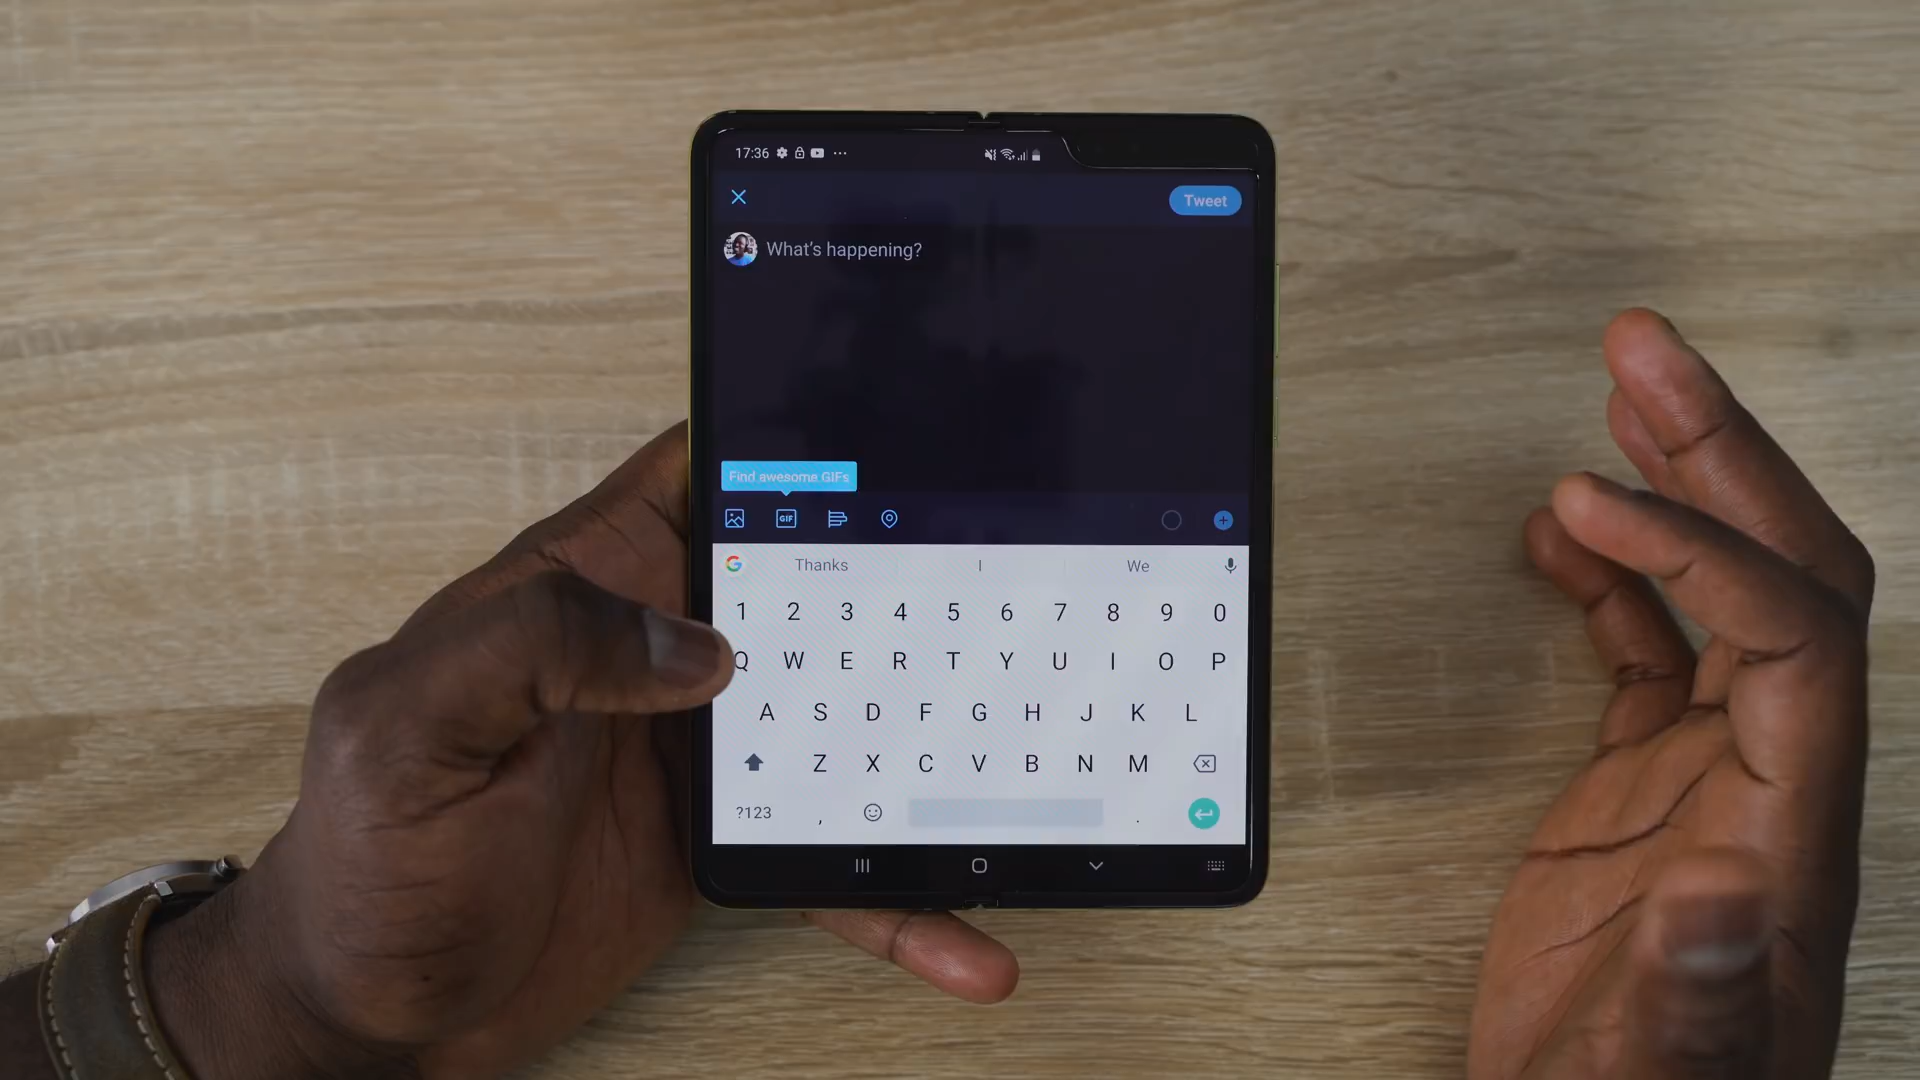 17:36
Tweet
What's happening?
Find awesome GIFs
GIF
Thanks I We
1 2 3 4 5 6 7 8 9 0
Q W E R T Y U I O P
A S D F G H J K L
Z X C V B N M
?123 , .